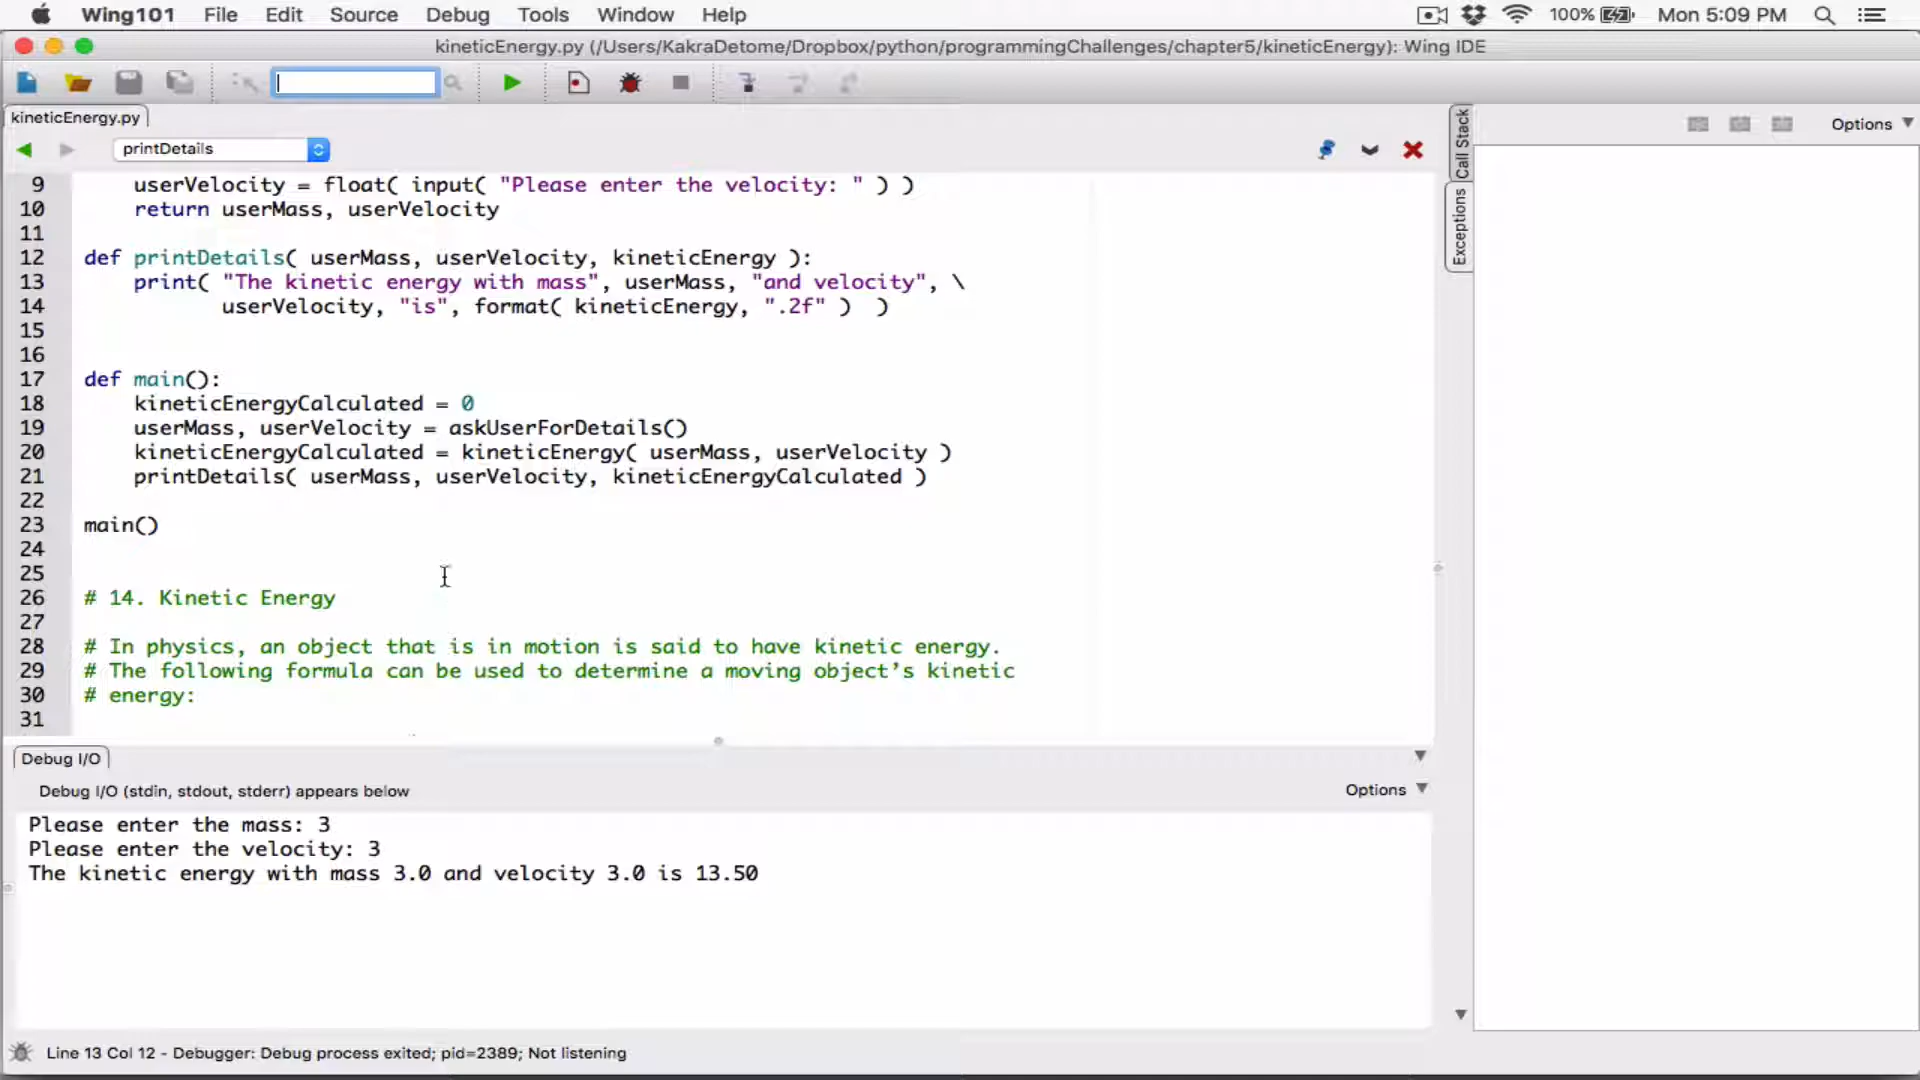 Wing101 File Edit Source Debug Tools Window Help 100% Mon 5:09 PM
kineticEnergy.py (/Users/KakraDetome/Dropbox/python/programmingChallenges/chapter5/kineticEnergy): Wing IDE
kineticEnergy.py
Options
printDetails
Call Stack
Exceptions
9 userVelocity = float( input( "Please enter the velocity: " ) )
10 return userMass, userVelocity
11
12 def printDetails( userMass, userVelocity, kineticEnergy ):
13 print( "The kinetic energy with mass", userMass, "and velocity", \
14 userVelocity, "is", format( kineticEnergy, ".2f" )  )
15
16
17 def main():
18 kineticEnergyCalculated = 0
19 userMass, userVelocity = askUserForDetails()
20 kineticEnergyCalculated = kineticEnergy( userMass, userVelocity )
21 printDetails( userMass, userVelocity, kineticEnergyCalculated )
22
23 main()
24
25
26 # 14. Kinetic Energy
27
28 # In physics, an object that is in motion is said to have kinetic energy.
29 # The following formula can be used to determine a moving object’s kinetic
30 # energy:
31
Debug I/O
Debug I/O (stdin, stdout, stderr) appears below Options
Please enter the mass: 3
Please enter the velocity: 3
The kinetic energy with mass 3.0 and velocity 3.0 is 13.50
Line 13 Col 12 - Debugger: Debug process exited; pid=2389; Not listening